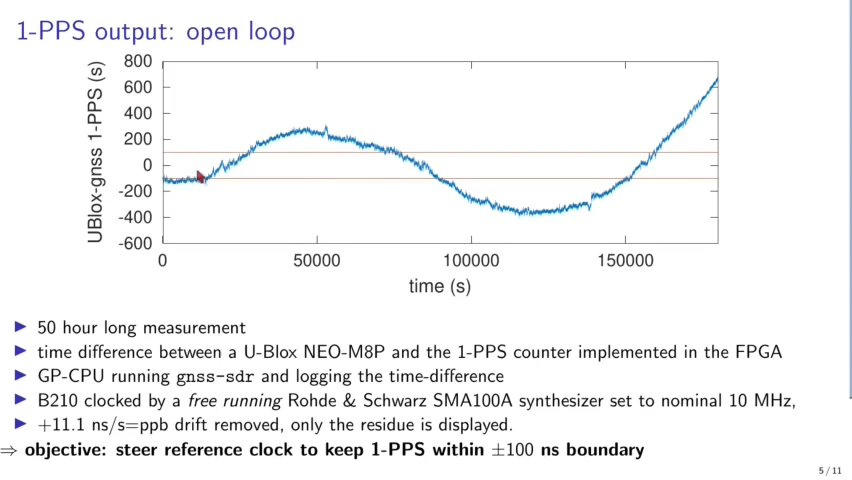 1-PPS output: open loop
800
600
400
200
0
-200
-400
-600
UBlox-gnss 1-PPS (s)
0 50000 100000 150000
time (s)
50 hour long measurement
time difference between a U-Blox NEO-M8P and the 1-PPS counter implemented in the FPGA
GP-CPU running gnss-sdr and logging the time-difference
B210 clocked by a free running Rohde & Schwarz SMA100A synthesizer set to nominal 10 MHz,
+11.1 ns/s=ppb drift removed, only the residue is displayed.
⇒ objective: steer reference clock to keep 1-PPS within ±100 ns boundary
5 / 11